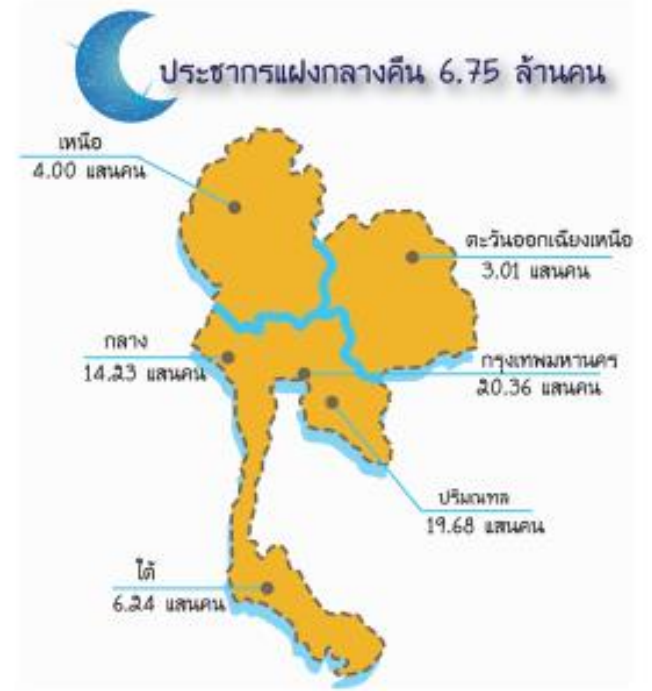 ประชากรแฝงกลางคืน 6.75 ล้านคน
เหนือ
4.00 แสนคน
ตะวันออกเฉียงเหนือ
3.01 แสนคน
กลาง
14.23 แสนคน
กรุงเทพมหานคร
20.36 แสนคน
ปริมณฑล
19.68 แสนคน
ใต้
6.24 แสนคน